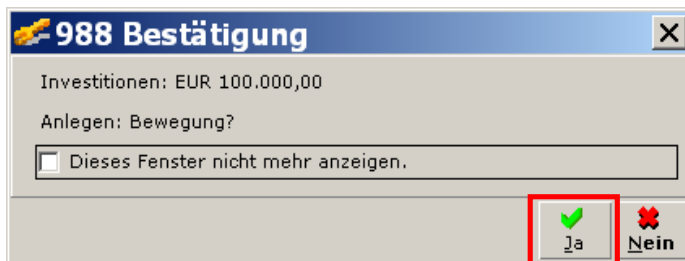 988 Bestätigung
Investitionen: EUR 100.000,00
Anlegen: Bewegung?
Dieses Fenster nicht mehr anzeigen.
Ja
Nein